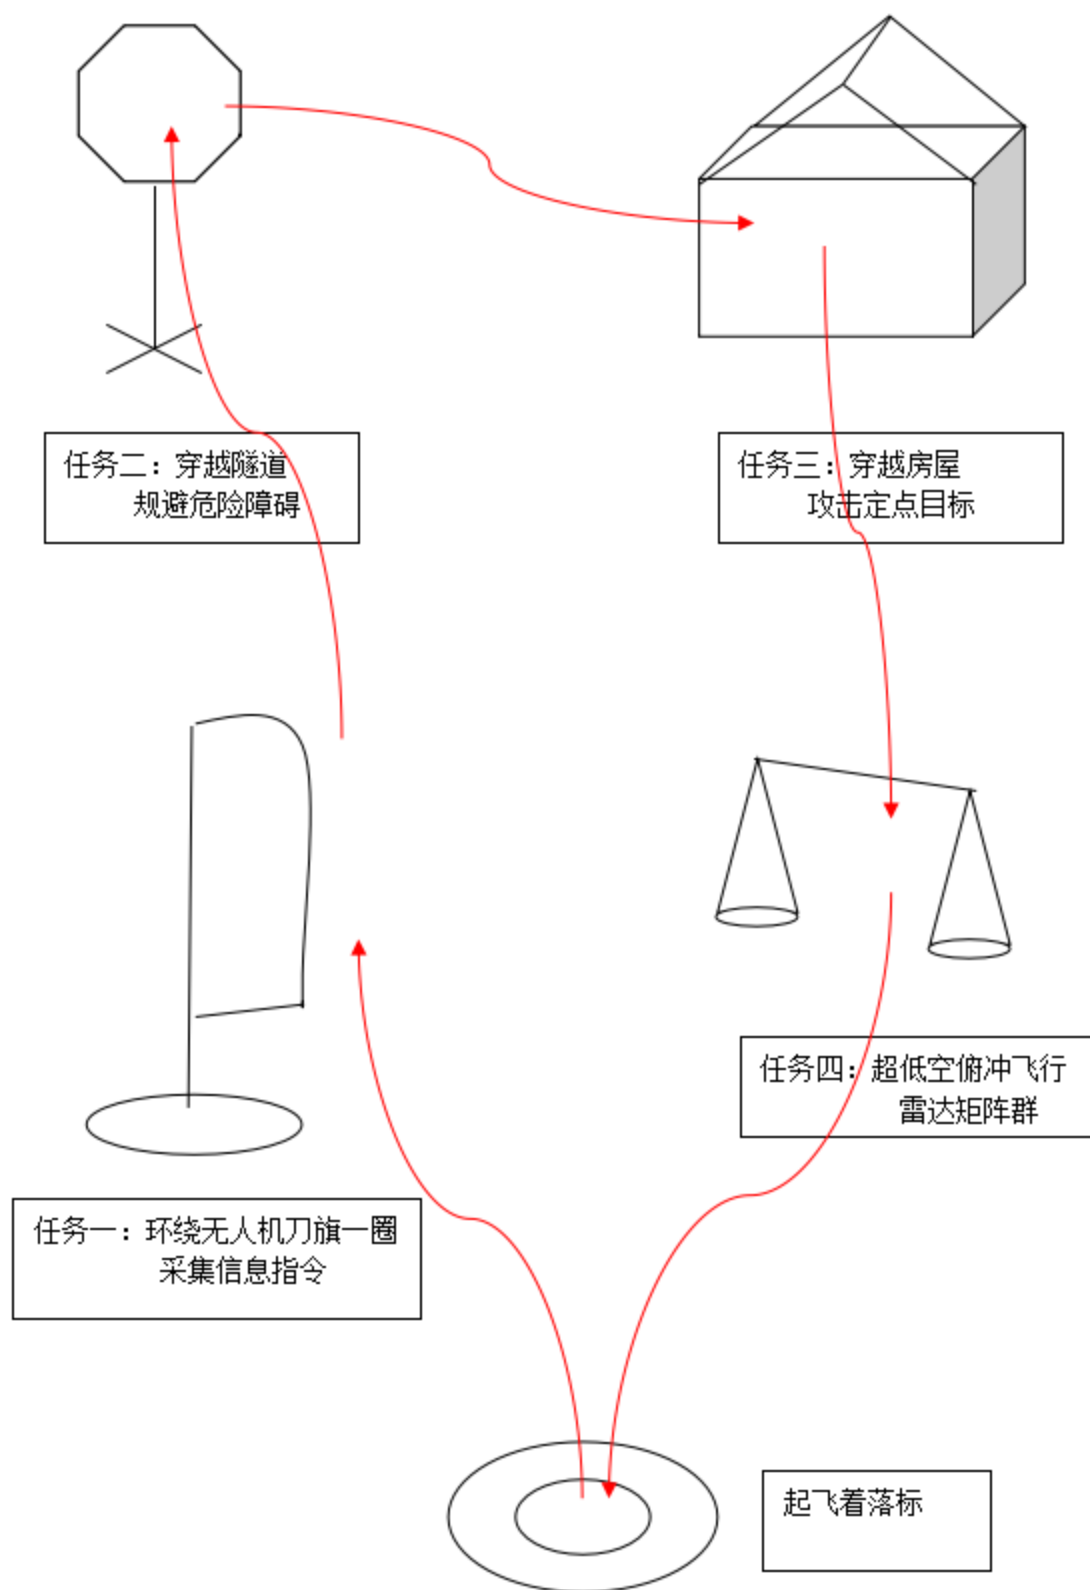 任务二：穿越隧道
规避危险障碍
任务三：穿越房屋
攻击定点目标
任务四：超低空俯冲飞行
雷达矩阵群
任务一：环绕无人机刀旗一圈
采集信息指令
起飞着落标